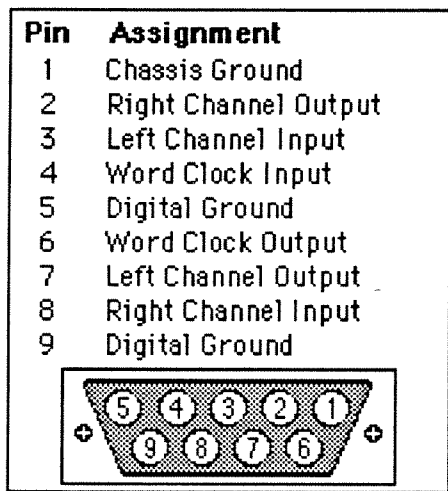 Pin Assignment
1 Chassis Ground
2 Right Channel Output
3 Left Channel Input
4 Word Clock Input
5 Digital Ground
6 Word Clock Output
7 Left Channel Output
8 Right Channel Input
9 Digital Ground
5 4 3 2 1
9 8 7 6